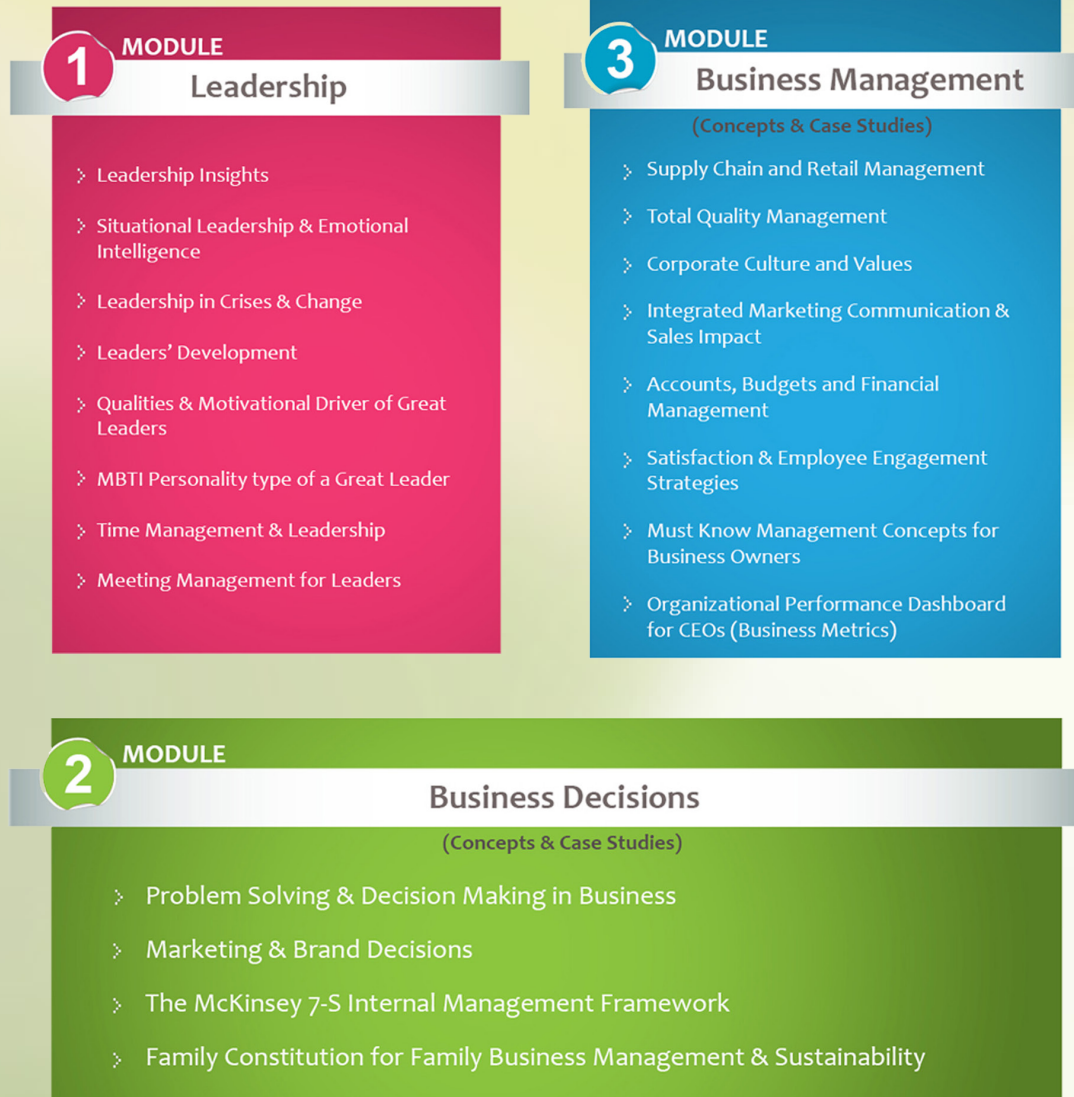 1
MODULE
Leadership
Leadership Insights
Situational Leadership & Emotional
Intelligence
Leadership in Crises & Change
Leaders’ Development
Qualities & Motivational Driver of Great
Leaders
MBTI Personality type of a Great Leader
Time Management & Leadership
Meeting Management for Leaders
3
MODULE
Business Management
(Concepts & Case Studies)
Supply Chain and Retail Management
Total Quality Management
Corporate Culture and Values
Integrated Marketing Communication &
Sales Impact
Accounts, Budgets and Financial
Management
Satisfaction & Employee Engagement
Strategies
Must Know Management Concepts for
Business Owners
Organizational Performance Dashboard
for CEOs (Business Metrics)
2
MODULE
Business Decisions
(Concepts & Case Studies)
Problem Solving & Decision Making in Business
Marketing & Brand Decisions
The McKinsey 7-S Internal Management Framework
Family Constitution for Family Business Management & Sustainability